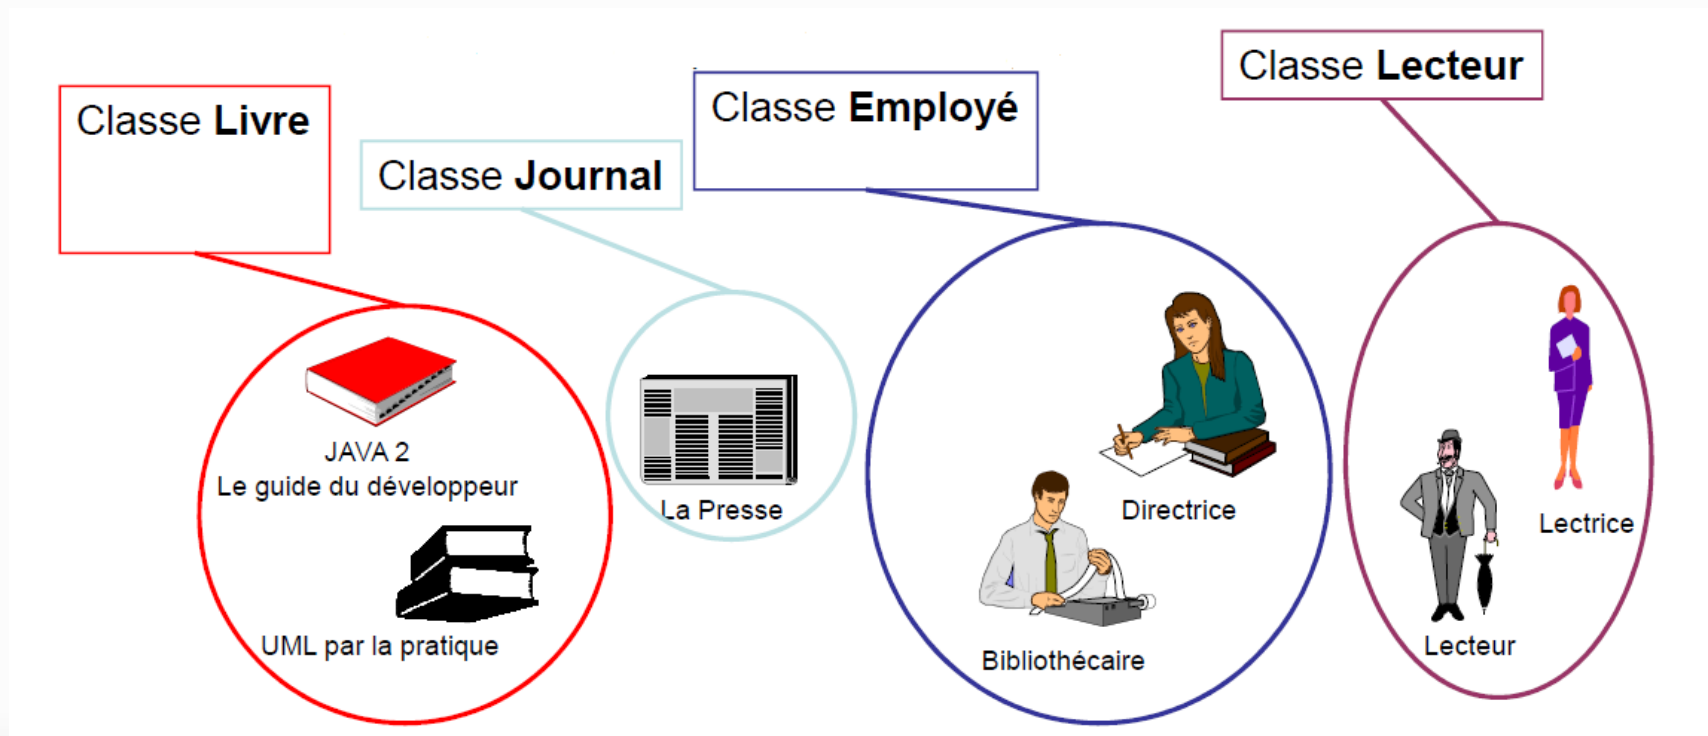 Classe Livre
Classe Journal
Classe Employé
Classe Lecteur
JAVA 2
Le guide du développeur
UML par la pratique
La Presse
Directrice
Bibliothécaire
Lectrice
Lecteur